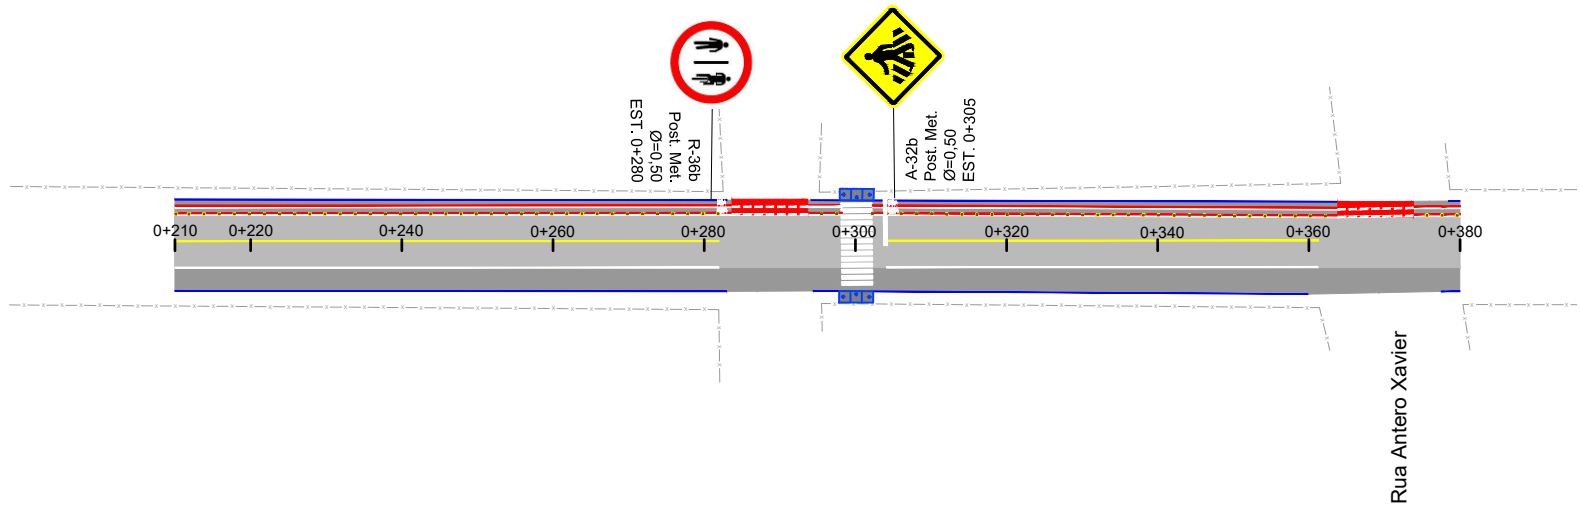 R-36b
Post. Met.
Ø=0,50
EST. 0+280
A-32b
Post. Met.
Ø=0,50
EST. 0+305
0+210
0+220
0+240
0+260
0+280
0+300
0+320
0+340
0+360
0+380
Rua Antero Xavier